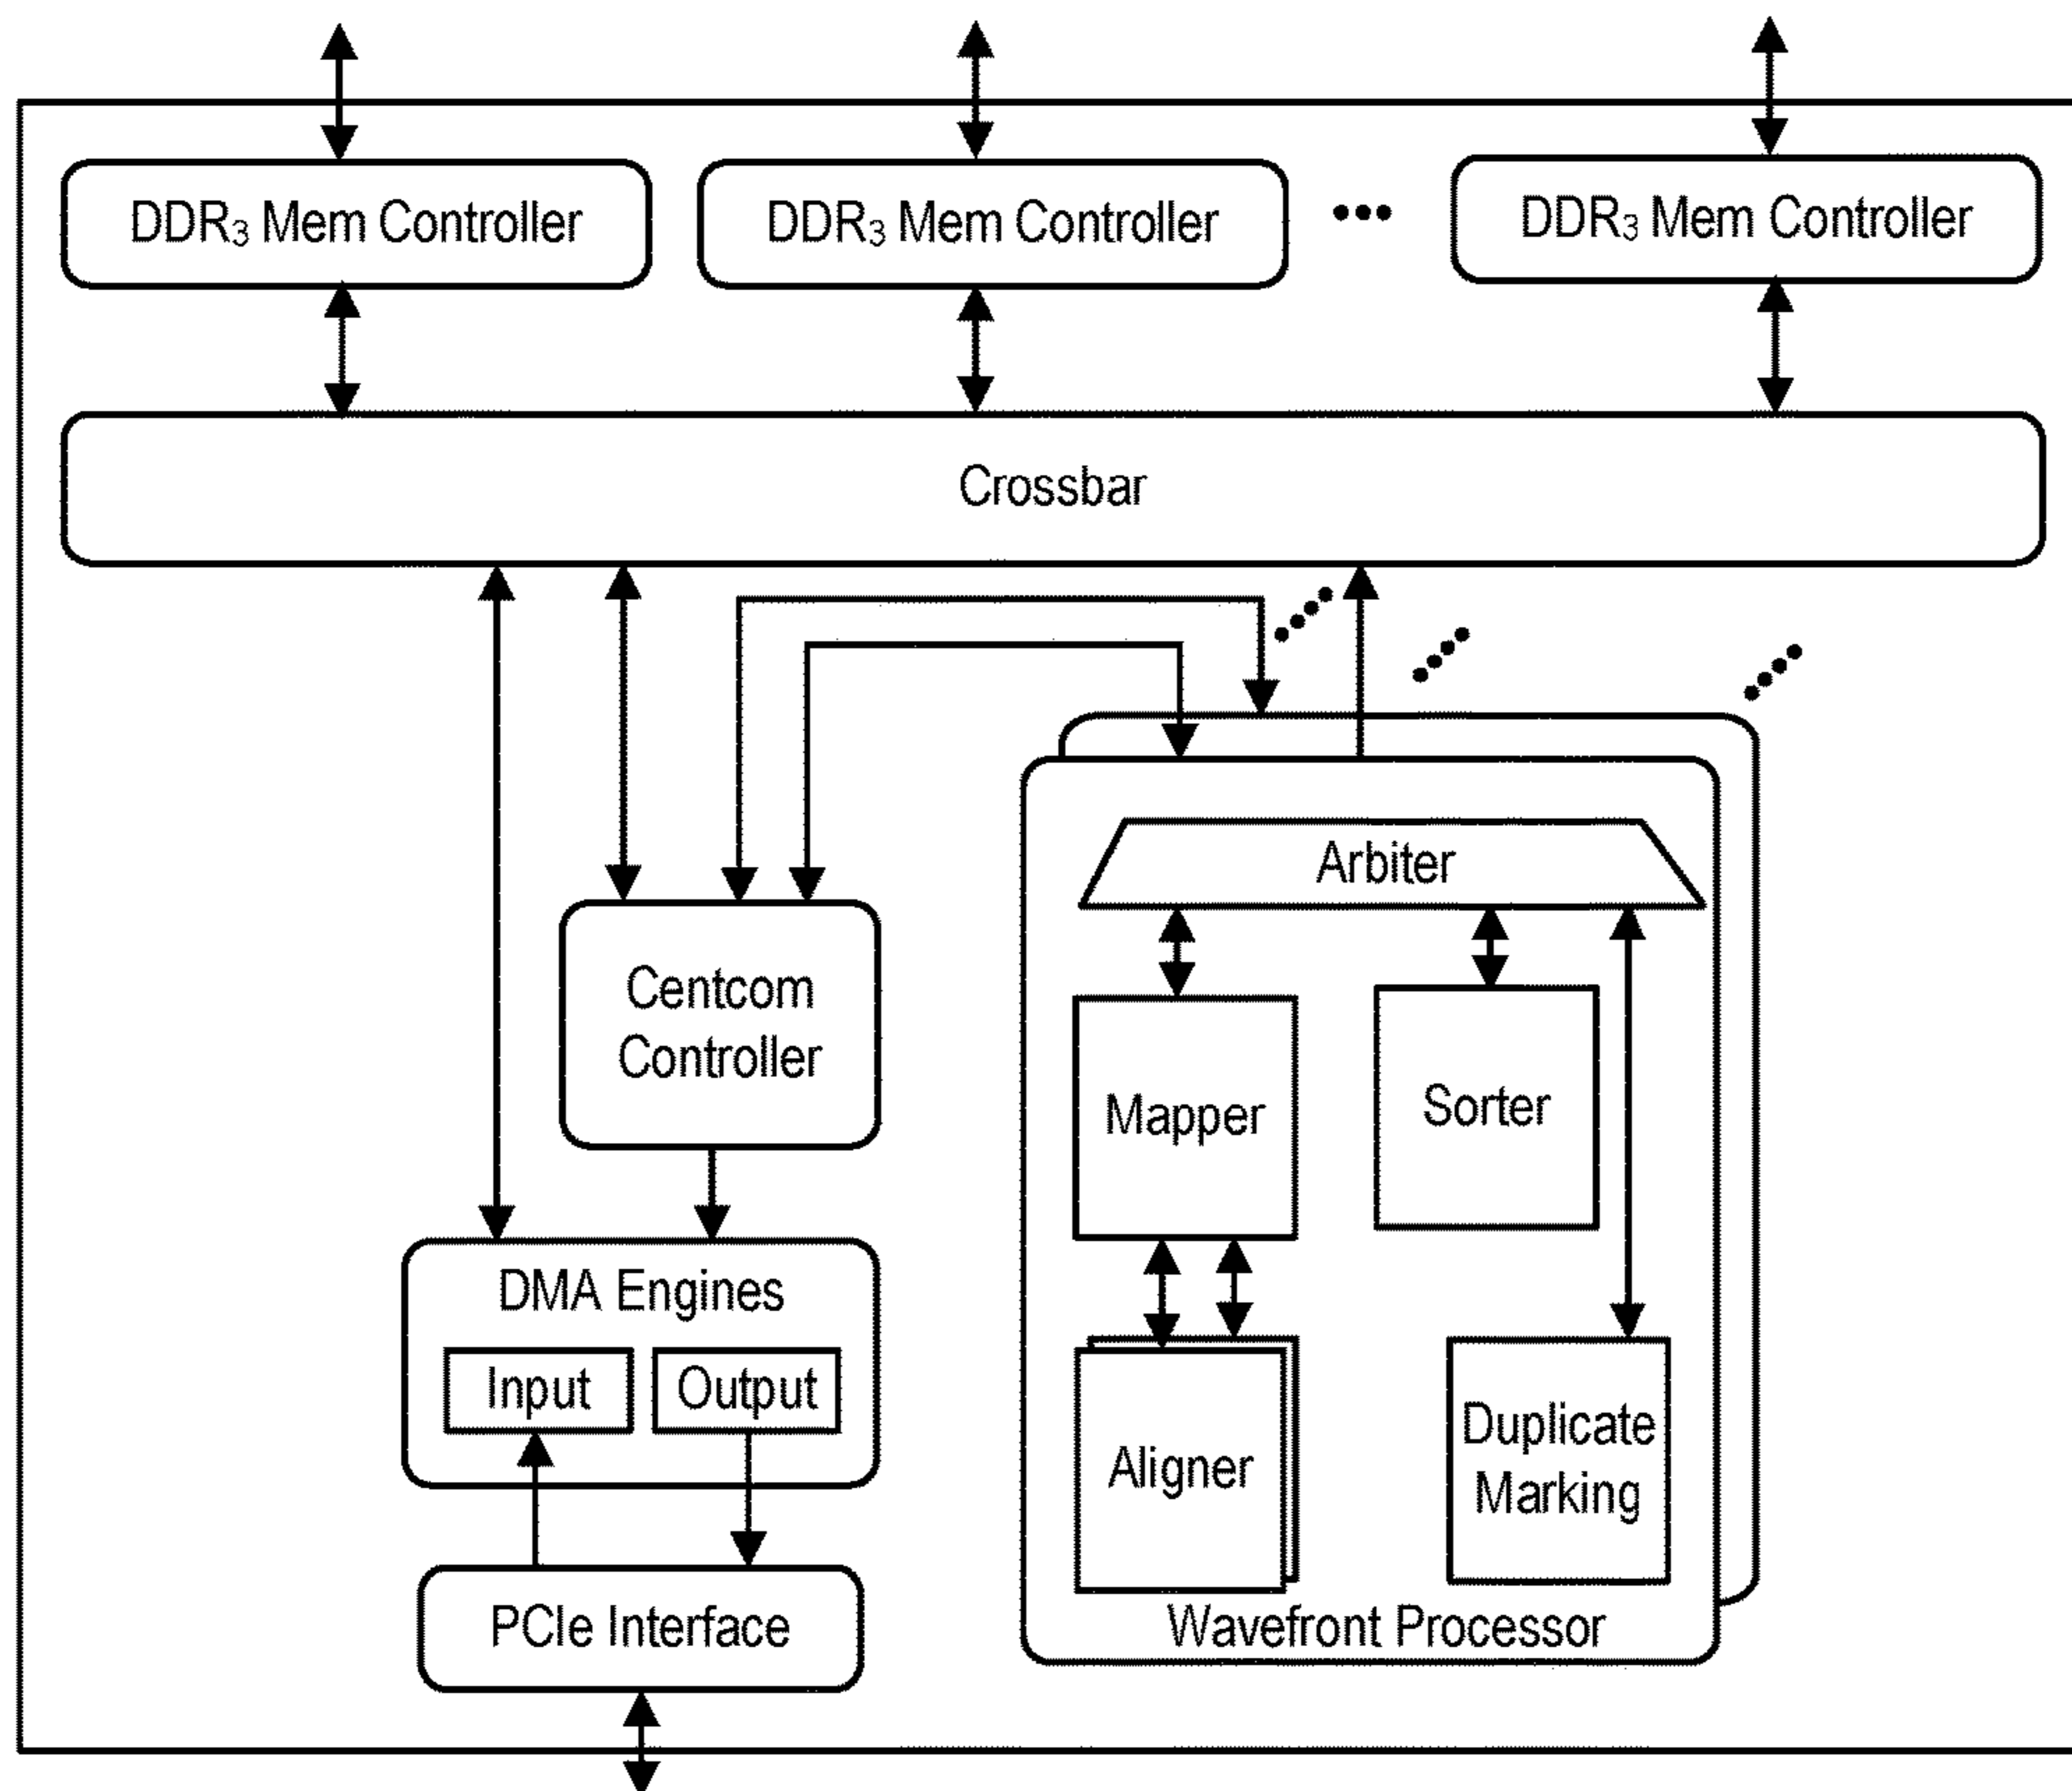 DDR₃ Mem Controller
DDR₃ Mem Controller
•••
DDR₃ Mem Controller
Crossbar
Centcom
Controller
DMA Engines
Input
Output
PCIe Interface
Arbiter
Mapper
Sorter
Aligner
Duplicate
Marking
Wavefront Processor